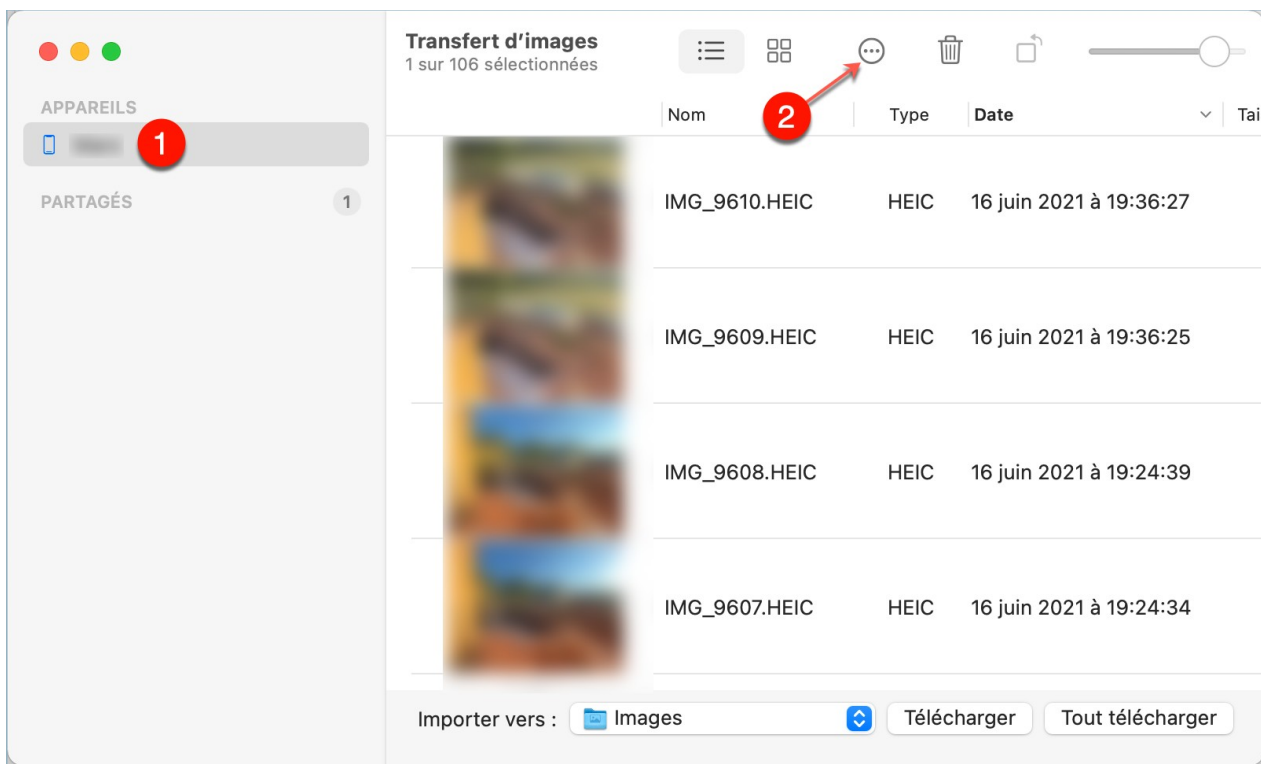 Transfert d’images
1 sur 106 sélectionnées
APPAREILS
1
PARTAGÉS 1
2
Nom Type Date Tai
IMG_9610.HEIC HEIC 16 juin 2021 à 19:36:27
IMG_9609.HEIC HEIC 16 juin 2021 à 19:36:25
IMG_9608.HEIC HEIC 16 juin 2021 à 19:24:39
IMG_9607.HEIC HEIC 16 juin 2021 à 19:24:34
Importer vers : Images Télécharger Tout télécharger